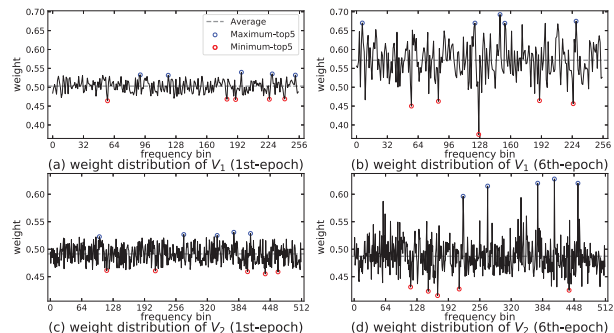 0.70
0.65
0.60
0.55
0.50
0.45
0.40
weight
Average
Maximum-top5
Minimum-top5
0 32 64 96 128 160 192 224 256
frequency bin
(a) weight distribution of V1 (1st-epoch)
0.70
0.65
0.60
0.55
0.50
0.45
0.40
weight
0 32 64 96 128 160 192 224 256
frequency bin
(b) weight distribution of V1 (6th-epoch)
0.60
0.55
0.50
0.45
weight
0 64 128 192 256 320 384 448 512
frequency bin
(c) weight distribution of V2 (1st-epoch)
0.60
0.55
0.50
0.45
weight
0 64 128 192 256 320 384 448 512
frequency bin
(d) weight distribution of V2 (6th-epoch)